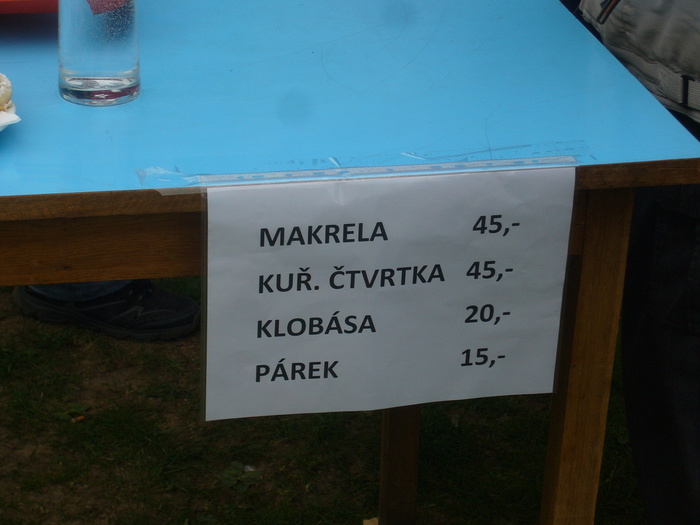 MAKRELA 45,-
KUŘ. ČTVRTKA 45,-
KLOBÁSA 20,-
PÁREK 15,-